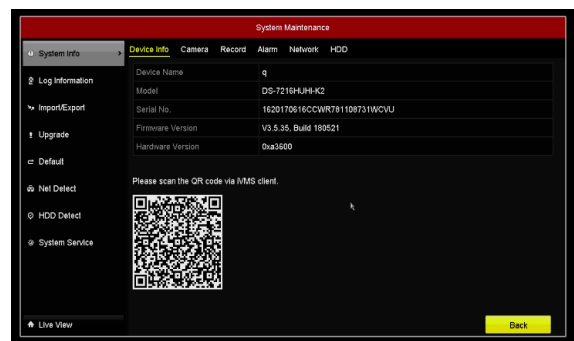 System Maintenance
System Info
Device Info Camera Record Alarm Network HDD
Device Name q
Model DS-7216HUHI-K2
Serial No. 1620170616CCWR781108731WCVU
Firmware Version V3.5.35, Build 180521
Hardware Version 0xa3600
Log Information
Import/Export
Upgrade
Default
Net Detect
HDD Detect
System Service
Please scan the QR code via iVMS client.
Live View
Back